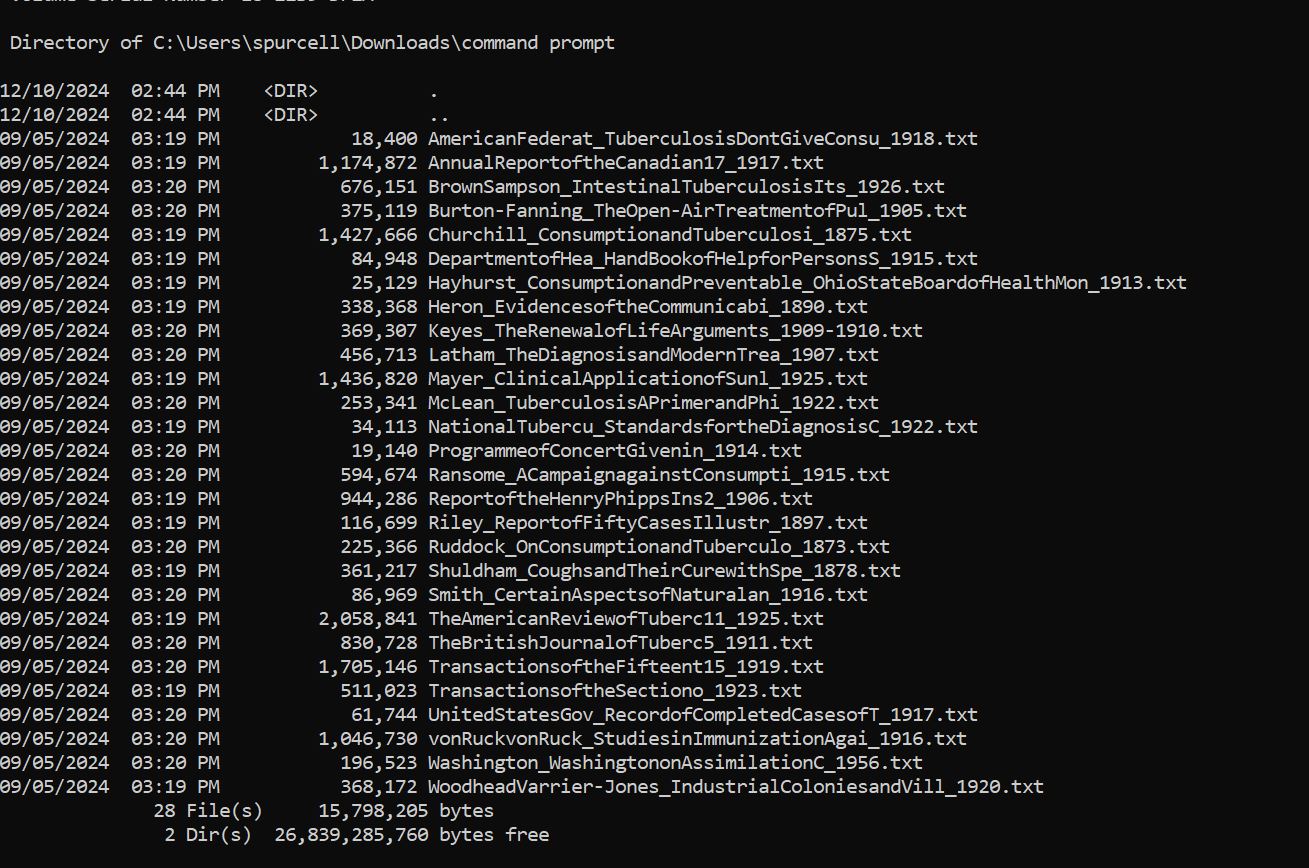 Directory of C:\Users\spurcell\Downloads\command prompt
12/10/2024  02:44 PM    <DIR>          .
12/10/2024  02:44 PM    <DIR>          ..
09/05/2024  03:19 PM            18,400 AmericanFederat_TuberculosisDontGiveConsu_1918.txt
09/05/2024  03:19 PM         1,174,872 AnnualReportoftheCanadian17_1917.txt
09/05/2024  03:20 PM           676,151 BrownSampson_IntestinalTuberculosisIts_1926.txt
09/05/2024  03:20 PM           375,119 Burton-Fanning_TheOpen-AirTreatmentofPul_1905.txt
09/05/2024  03:19 PM         1,427,666 Churchill_ConsumptionandTuberculosi_1875.txt
09/05/2024  03:19 PM            84,948 DepartmentofHea_HandBookofHelpforPersonsS_1915.txt
09/05/2024  03:19 PM            25,129 Hayhurst_ConsumptionandPreventable_OhioStateBoardofHealthMon_1913.txt
09/05/2024  03:19 PM           338,368 Heron_EvidencesoftheCommunicabi_1890.txt
09/05/2024  03:20 PM           369,307 Keyes_TheRenewalofLifeArguments_1909-1910.txt
09/05/2024  03:20 PM           456,713 Latham_TheDiagnosisandModernTrea_1907.txt
09/05/2024  03:19 PM         1,436,820 Mayer_ClinicalApplicationofSunl_1925.txt
09/05/2024  03:20 PM           253,341 McLean_TuberculosisAPrimerandPhi_1922.txt
09/05/2024  03:19 PM            34,113 NationalTubercu_StandardsfortheDiagnosisC_1922.txt
09/05/2024  03:20 PM            19,140 ProgrammeofConcertGivenin_1914.txt
09/05/2024  03:20 PM           594,674 Ransome_ACampaignagainstConsumpti_1915.txt
09/05/2024  03:19 PM           944,286 ReportoftheHenryPhippsIns2_1906.txt
09/05/2024  03:19 PM           116,699 Riley_ReportofFiftyCasesIllustr_1897.txt
09/05/2024  03:20 PM           225,366 Ruddock_OnConsumptionandTuberculo_1873.txt
09/05/2024  03:19 PM           361,217 Shuldham_CoughsandTheirCurewithSpe_1878.txt
09/05/2024  03:20 PM            86,969 Smith_CertainAspectsofNaturalan_1916.txt
09/05/2024  03:19 PM         2,058,841 TheAmericanReviewofTuberc11_1925.txt
09/05/2024  03:20 PM           830,728 TheBritishJournalofTuberc5_1911.txt
09/05/2024  03:20 PM         1,705,146 TransactionsoftheFifteent15_1919.txt
09/05/2024  03:19 PM           511,023 TransactionsoftheSectiono_1923.txt
09/05/2024  03:20 PM            61,744 UnitedStatesGov_RecordofCompletedCasesofT_1917.txt
09/05/2024  03:20 PM         1,046,730 vonRuckvonRuck_StudiesinImmunizationAgai_1916.txt
09/05/2024  03:20 PM           196,523 Washington_WashingtononAssimilationC_1956.txt
09/05/2024  03:19 PM           368,172 WoodheadVarrier-Jones_IndustrialColoniesandVill_1920.txt
28 File(s)     15,798,205 bytes
2 Dir(s)  26,839,285,760 bytes free